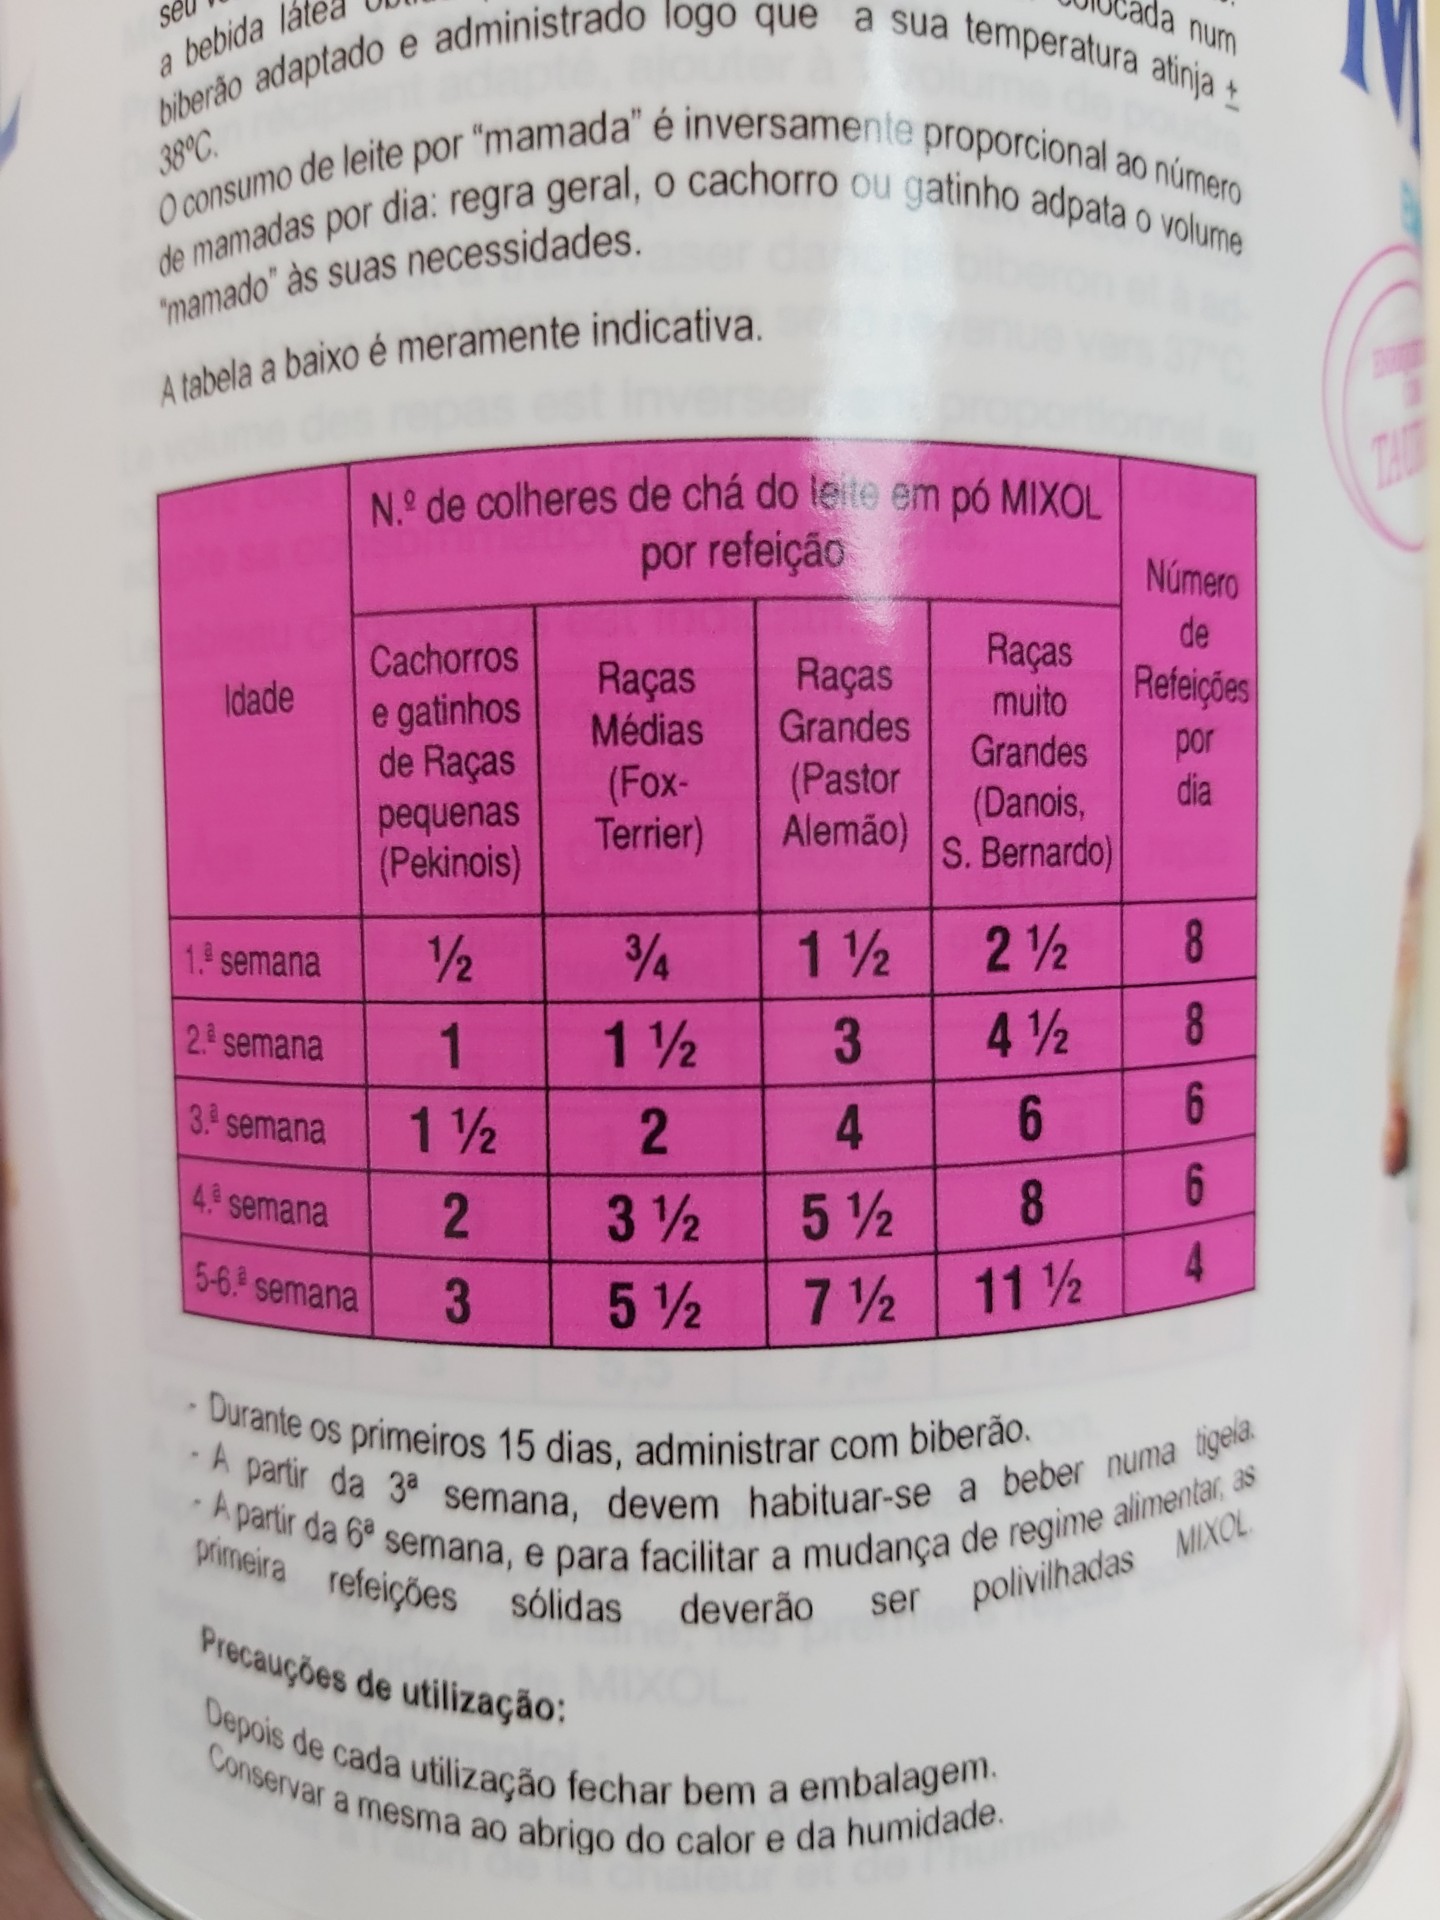 seu
a bebida látea colocada num
biberão adaptado e administrado logo que a sua temperatura atinja ±
38ºC.
O consumo de leite por “mamada” é inversamente proporcional ao número
de mamadas por dia: regra geral, o cachorro ou gatinho adpata o volume
“mamado” às suas necessidades.
A tabela a baixo é meramente indicativa.
N.º de colheres de chá do leite em pó MIXOL
por refeição
Idade
Cachorros
e gatinhos
de Raças
pequenas
(Pekinois)
Raças
Médias
(Fox-
Terrier)
Raças
Grandes
(Pastor
Alemão)
Raças
muito
Grandes
(Danois,
S. Bernardo)
Número
de
Refeições
por
dia
1.ª semana ½ ¾ 1 ½ 2 ½ 8
2.ª semana 1 1 ½ 3 4 ½ 8
3.ª semana 1 ½ 2 4 6 6
4.ª semana 2 3 ½ 5 ½ 8 6
5-6.ª semana 3 5 ½ 7 ½ 11 ½ 4
- Durante os primeiros 15 dias, administrar com biberão.
- A partir da 3ª semana, devem habituar-se a beber numa tigela.
- A partir da 6ª semana, e para facilitar a mudança de regime alimentar, as
primeira refeições sólidas deverão ser polivilhadas MIXOL.
Precauções de utilização:
Depois de cada utilização fechar bem a embalagem.
Conservar a mesma ao abrigo do calor e da humidade.